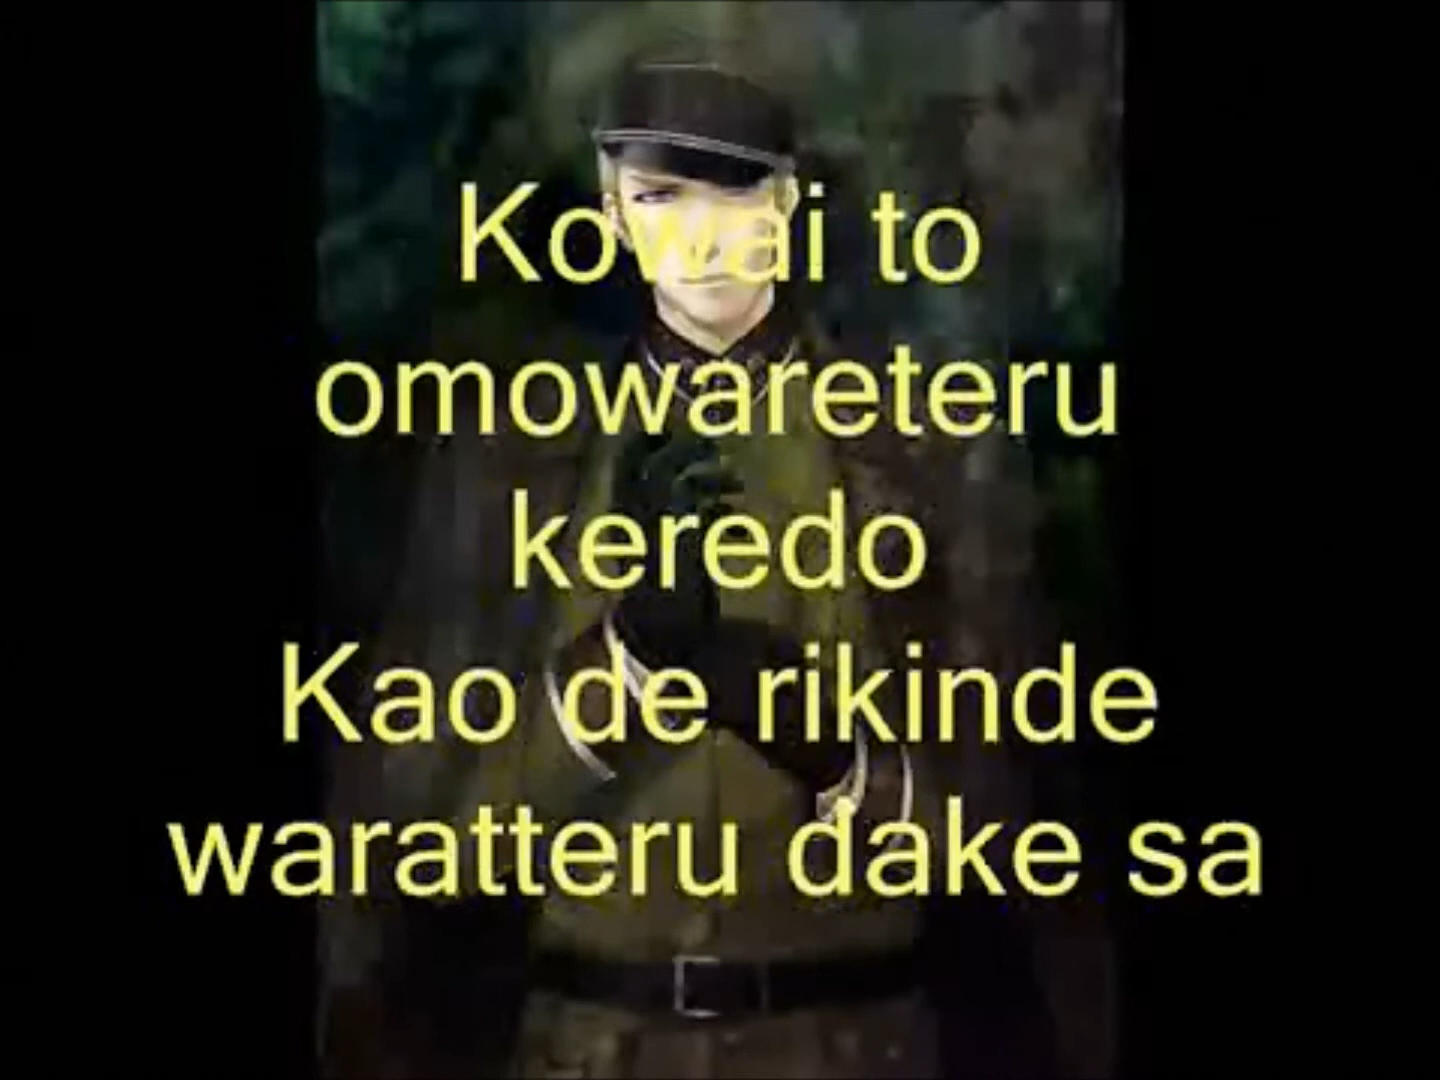 Kowai to
omowareteru
keredo
Kao de rikinde
waratteru dake sa